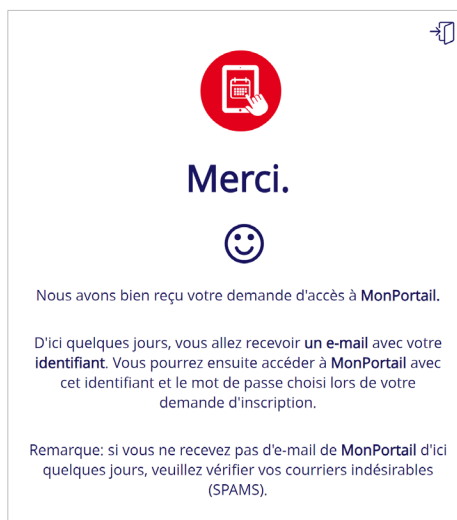 Merci.
Nous avons bien reçu votre demande d'accès à MonPortail.
D'ici quelques jours, vous allez recevoir un e-mail avec votre
identifiant. Vous pourrez ensuite accéder à MonPortail avec
cet identifiant et le mot de passe choisi lors de votre
demande d'inscription.
Remarque: si vous ne recevez pas d'e-mail de MonPortail d'ici
quelques jours, veuillez vérifier vos courriers indésirables
(SPAMS).